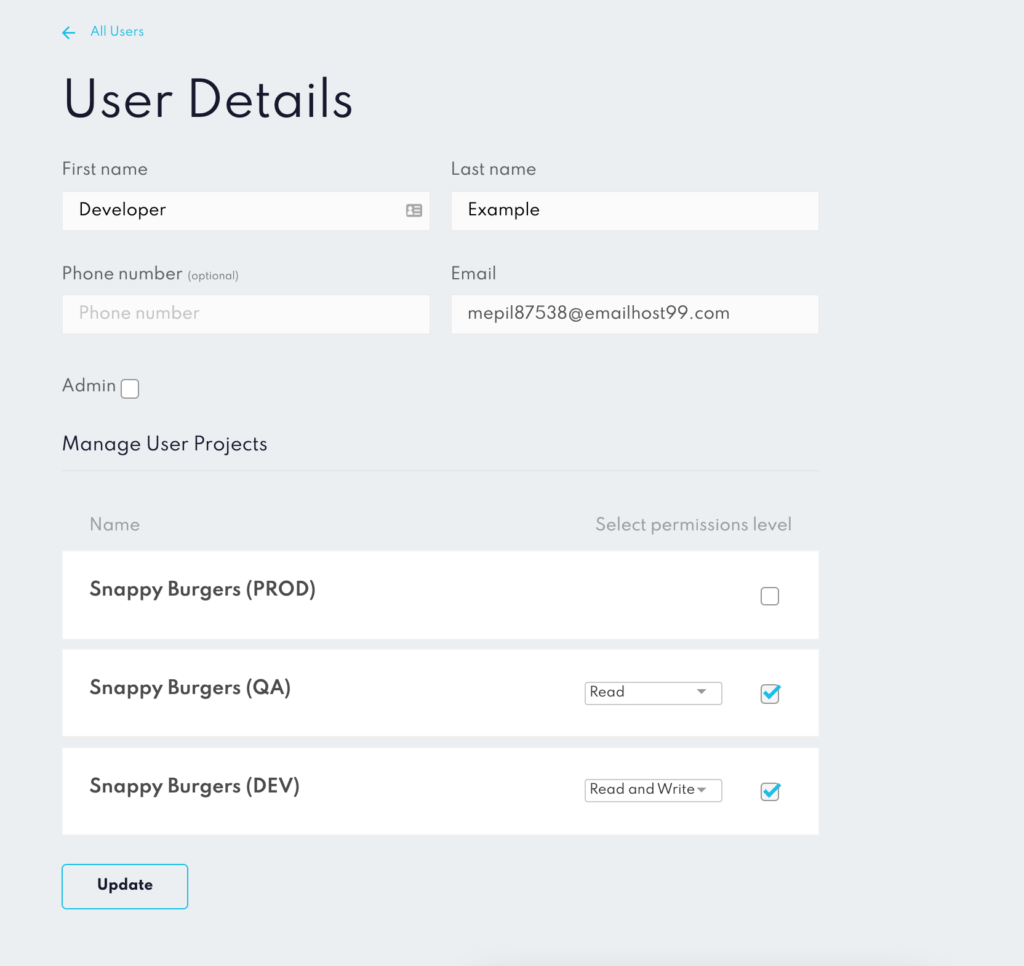 All Users
User Details
First name Last name
Developer Example
Phone number (optional) Email
Phone number mepil87538@emailhost99.com
Admin
Manage User Projects
Name Select permissions level
Snappy Burgers (PROD)
Snappy Burgers (QA) Read
Snappy Burgers (DEV) Read and Write
Update